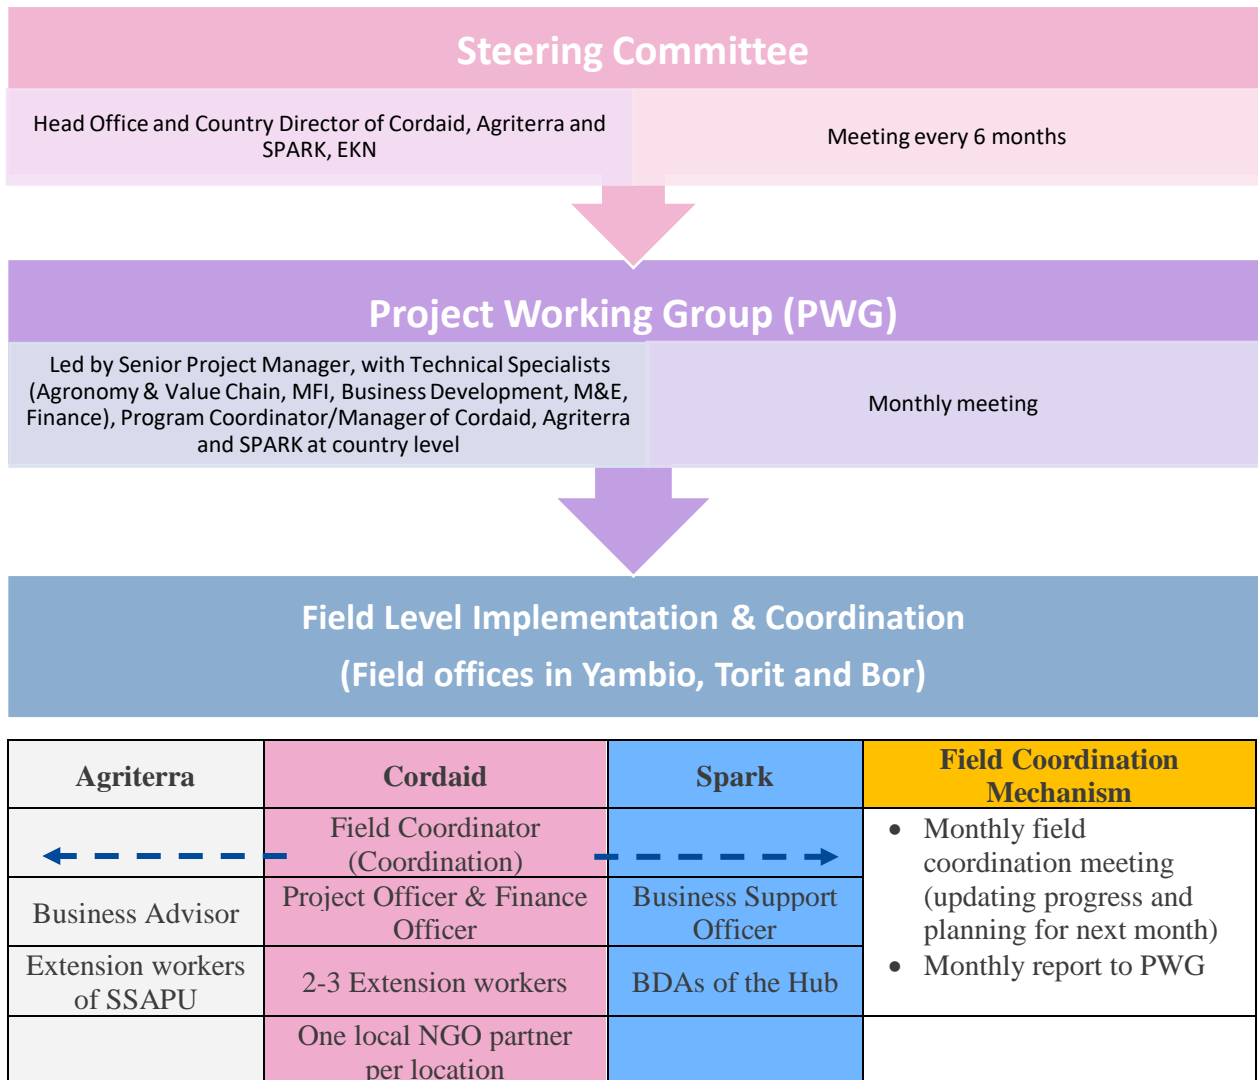 Steering Committee
Head Office and Country Director of Cordaid, Agriterra and
SPARK, EKN
Meeting every 6 months
Project Working Group (PWG)
Led by Senior Project Manager, with Technical Specialists
(Agronomy & Value Chain, MFI, Business Development, M&E,
Finance), Program Coordinator/Manager of Cordaid, Agriterra
and SPARK at country level
Monthly meeting
Field Level Implementation & Coordination
(Field offices in Yambio, Torit and Bor)
Agriterra
Cordaid
Spark
Field Coordination
Mechanism
Field Coordinator
(Coordination)
• Monthly field
coordination meeting
(updating progress and
planning for next month)
• Monthly report to PWG
Business Advisor
Project Officer & Finance
Officer
Business Support
Officer
Extension workers
of SSAPU
2-3 Extension workers
BDAs of the Hub
One local NGO partner
per location